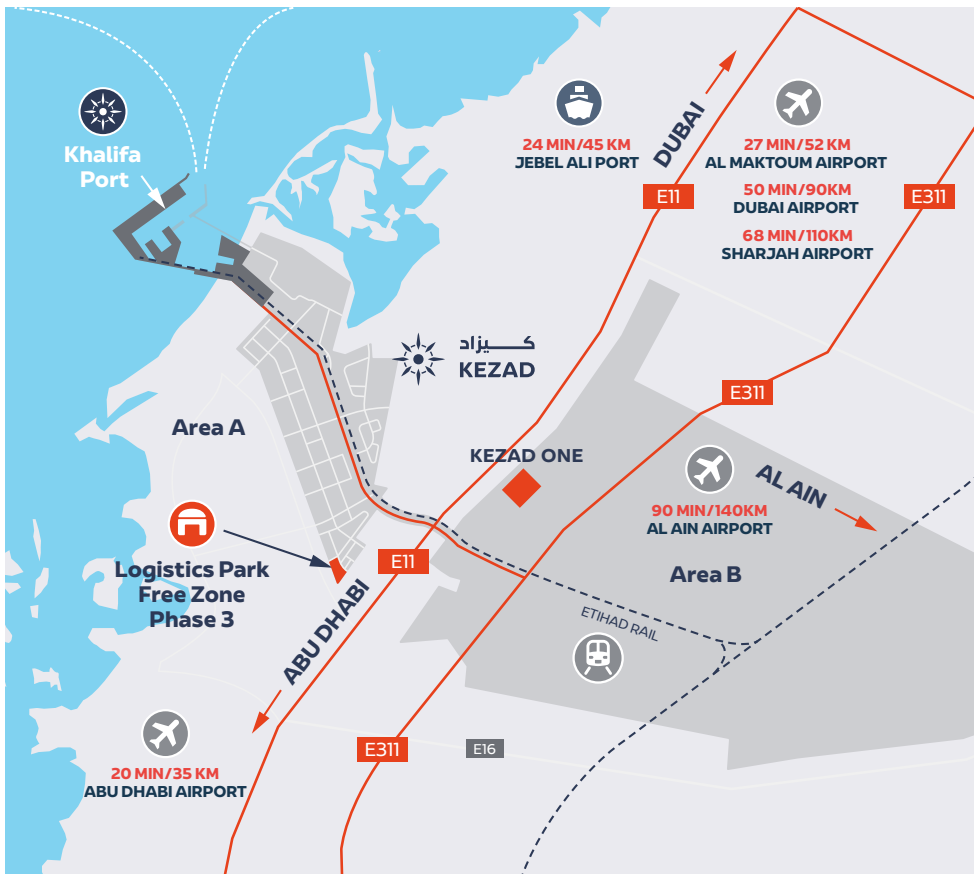 Khalifa
Port
24 MIN/45 KM
JEBEL ALI PORT
DUBAI
27 MIN/52 KM
AL MAKTOUM AIRPORT
50 MIN/90KM
DUBAI AIRPORT
68 MIN/110KM
SHARJAH AIRPORT
E11
E311
كـــيزاد
KEZAD
E311
Area A
KEZAD ONE
90 MIN/140KM
AL AIN AIRPORT
AL AIN
Logistics Park
Free Zone
Phase 3
E11
Area B
ETIHAD RAIL
ABU DHABI
E311
E16
20 MIN/35 KM
ABU DHABI AIRPORT